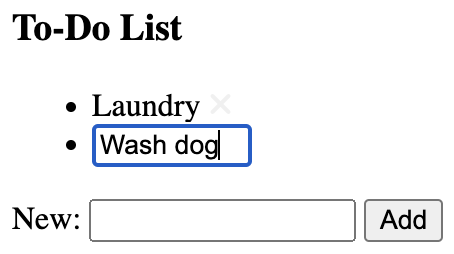 To-Do List
Laundry ×
Wash dog
New: Add